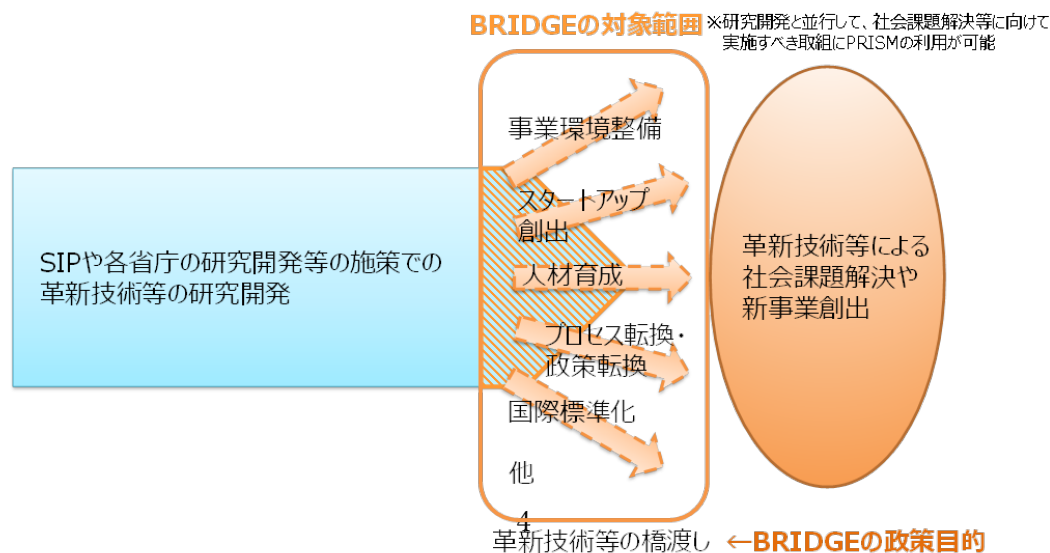 BRIDGEの対象範囲
※研究開発と並行して、社会課題解決等に向けて
実施すべき取組にPRISMの利用が可能
事業環境整備
スタートアップ
創出
人材育成
プロセス転換・
政策転換
国際標準化
他
4
SIPや各省庁の研究開発等の施策での
革新技術等の研究開発
革新技術等による
社会課題解決や
新事業創出
革新技術等の橋渡し
←BRIDGEの政策目的